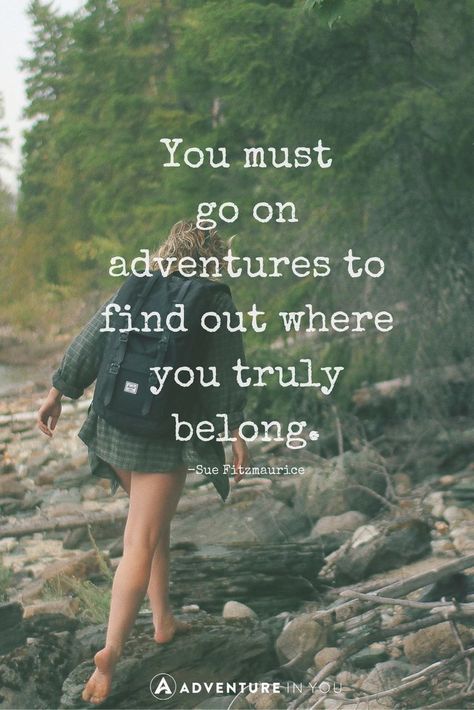 You must
go on
adventures to
find out where
you truly
belong.
-Sue Fitzmaurice
ADVENTURE IN YOU